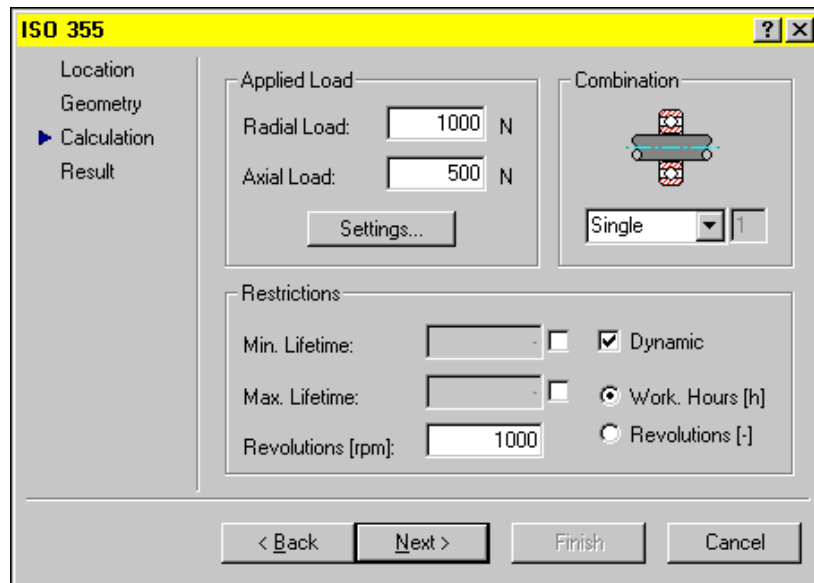 ISO 355
Location
Geometry
Calculation
Result
Applied Load
Radial Load: 1000 N
Axial Load: 500 N
Settings...
Combination
Single 1
Restrictions
Min. Lifetime: -
Max. Lifetime: -
Revolutions [rpm]: 1000
Dynamic
Work. Hours [h]
Revolutions [-]
< Back
Next >
Finish
Cancel